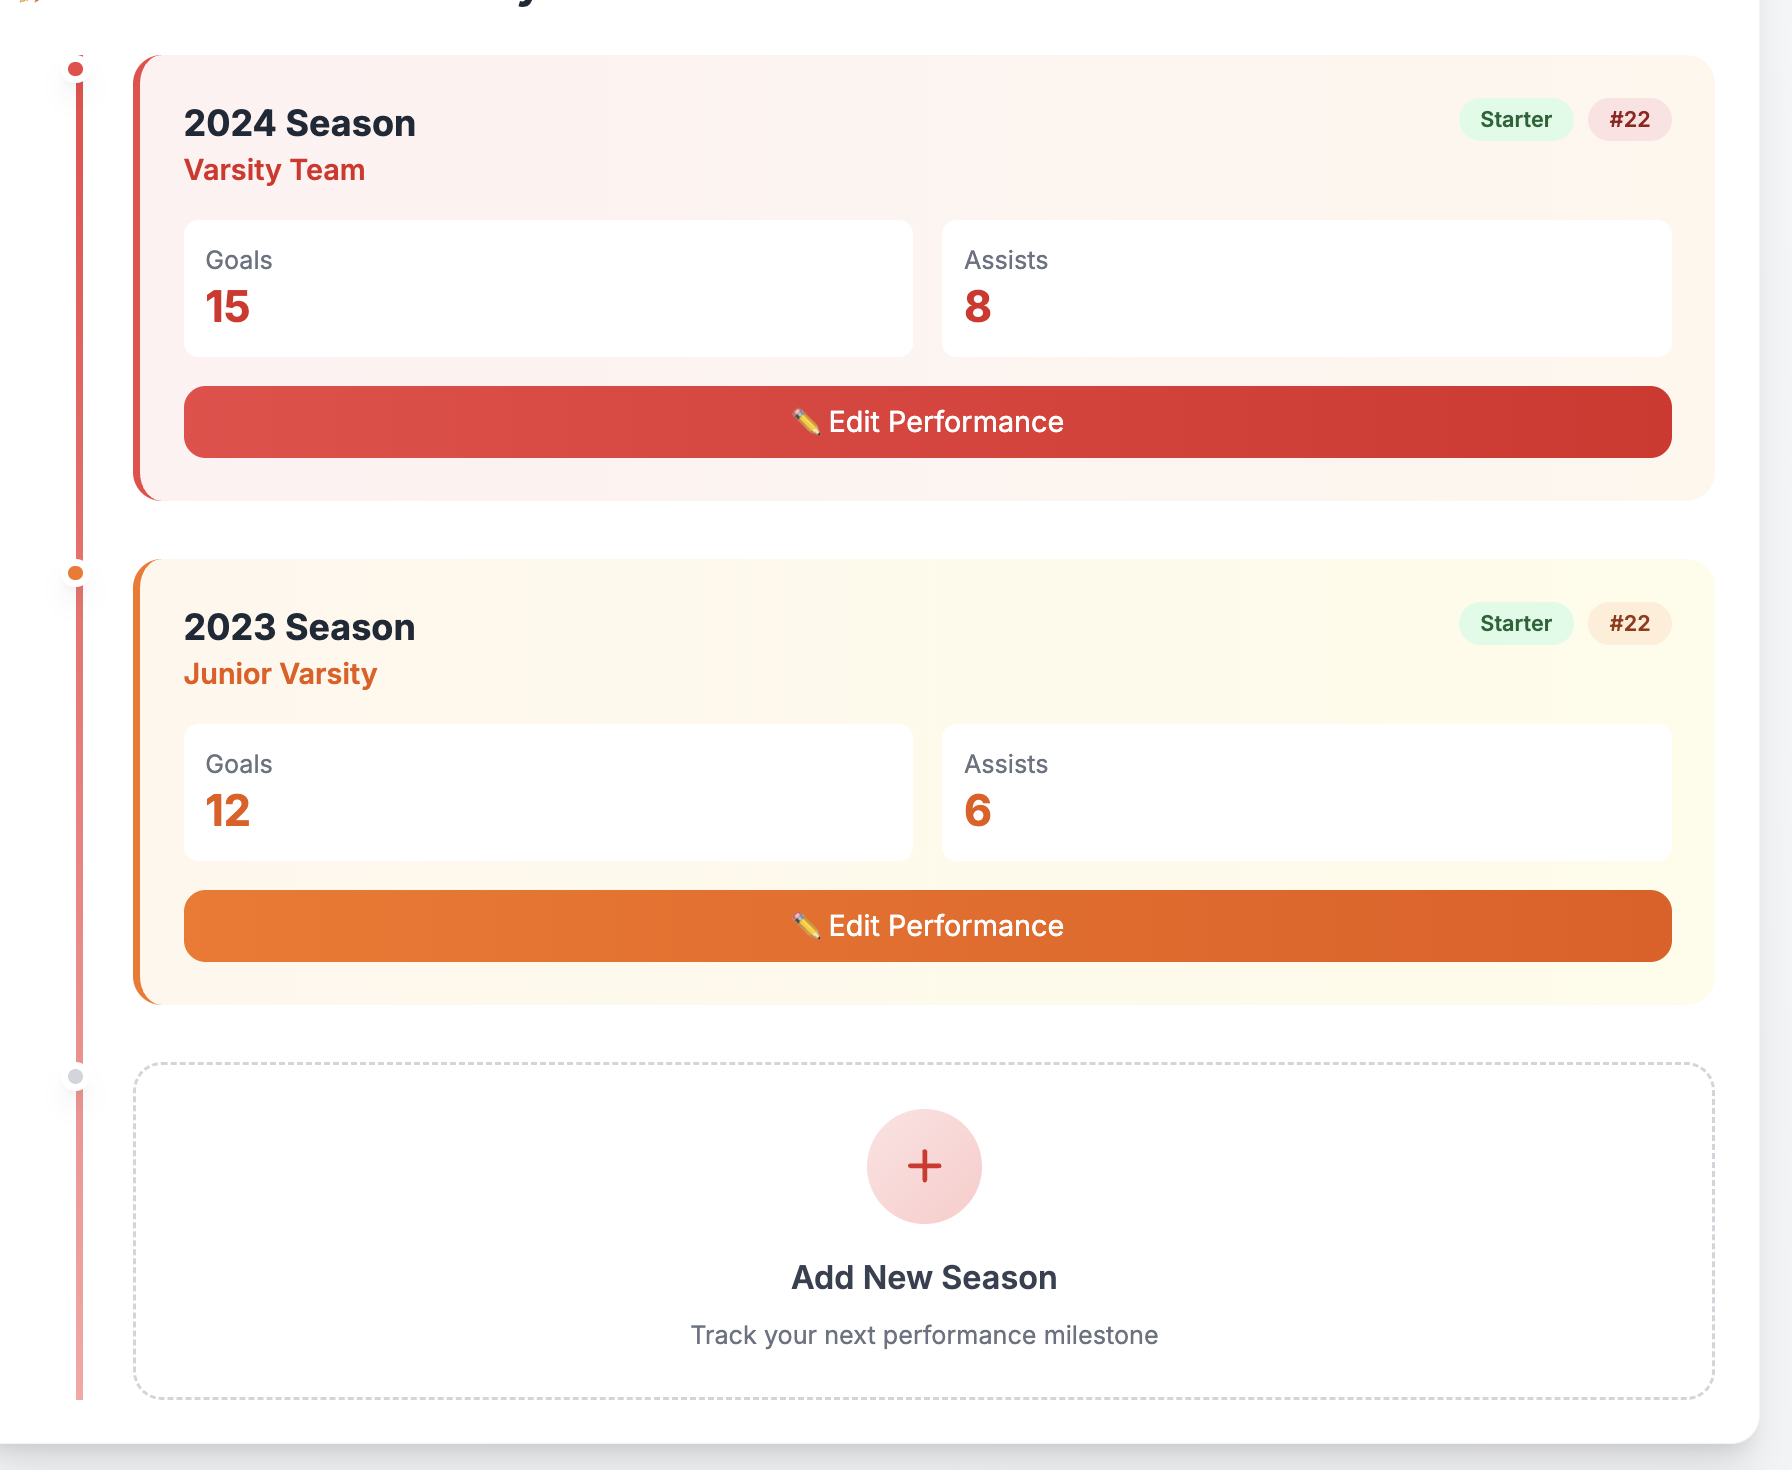 2024 Season
Starter
#22
Varsity Team
Goals
15
Assists
8
✏️ Edit Performance
2023 Season
Starter
#22
Junior Varsity
Goals
12
Assists
6
✏️ Edit Performance
Add New Season
Track your next performance milestone